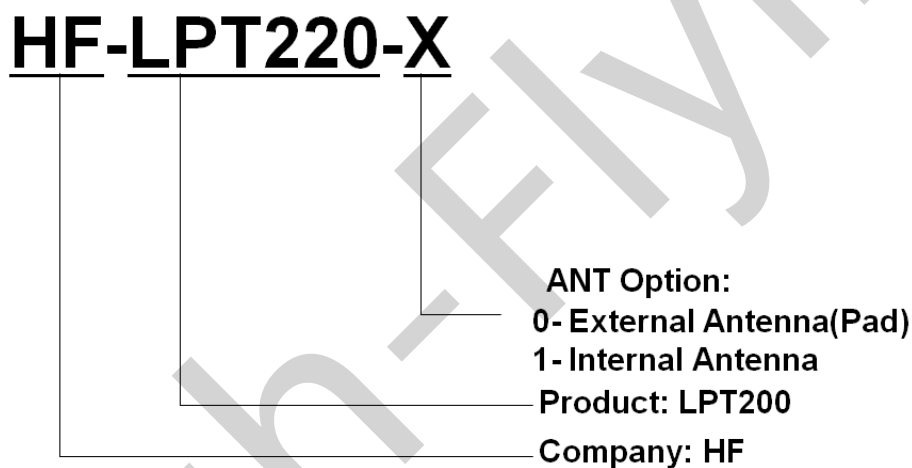 HF-LPT220-X
ANT Option:
0- External Antenna(Pad)
1- Internal Antenna
Product: LPT200
Company: HF